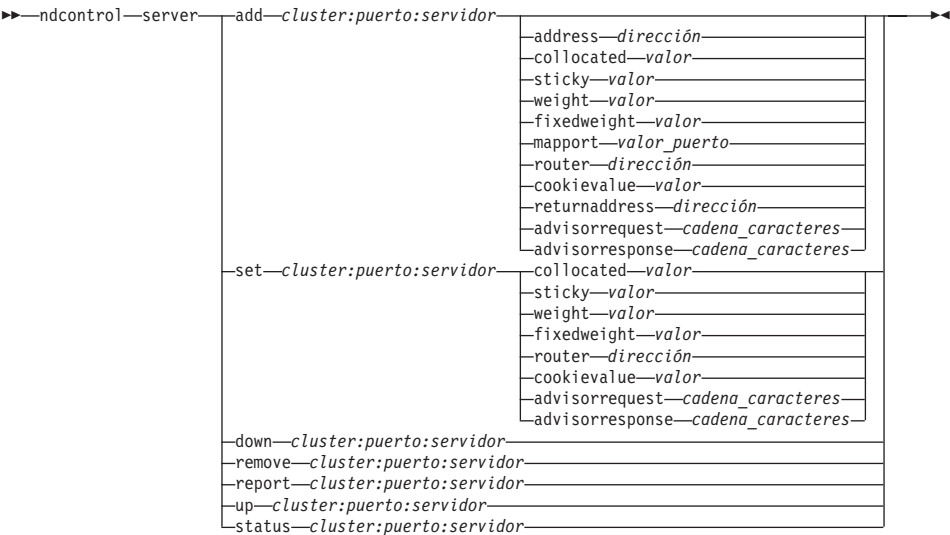 ndcontrol server add cluster:puerto:servidor
address dirección
collocated valor
sticky valor
weight valor
fixedweight valor
mapport valor_puerto
router dirección
cookievalue valor
returnaddress dirección
advisorrequest cadena_caracteres
advisorresponse cadena_caracteres
set cluster:puerto:servidor collocated valor
sticky valor
weight valor
fixedweight valor
router dirección
cookievalue valor
advisorrequest cadena_caracteres
advisorresponse cadena_caracteres
down cluster:puerto:servidor
remove cluster:puerto:servidor
report cluster:puerto:servidor
up cluster:puerto:servidor
status cluster:puerto:servidor